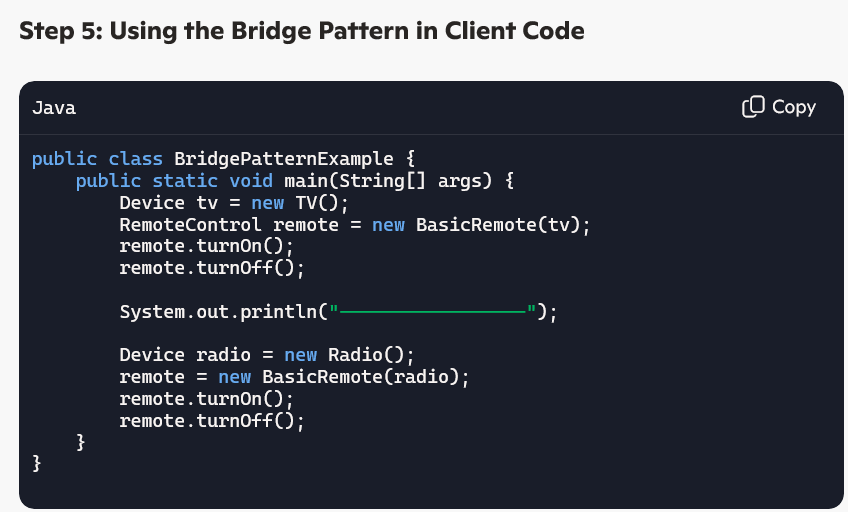 Step 5: Using the Bridge Pattern in Client Code
Java
Copy
public class BridgePatternExample {
    public static void main(String[] args) {
        Device tv = new TV();
        RemoteControl remote = new BasicRemote(tv);
        remote.turnOn();
        remote.turnOff();

        System.out.println("—————————————————");

        Device radio = new Radio();
        remote = new BasicRemote(radio);
        remote.turnOn();
        remote.turnOff();
    }
}